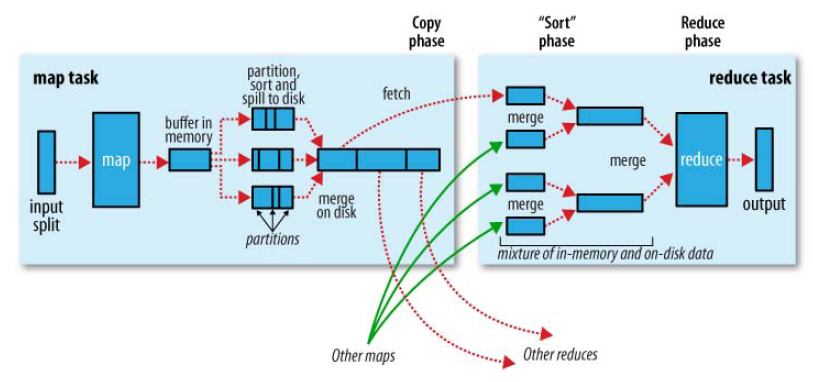 Copy
phase
“Sort”
phase
Reduce
phase
map task
partition,
sort and
spill to disk
fetch
reduce task
buffer in
memory
merge
map
merge
reduce
input
split
merge
on disk
merge
output
partitions
mixture of in-memory and on-disk data
Other maps
Other reduces